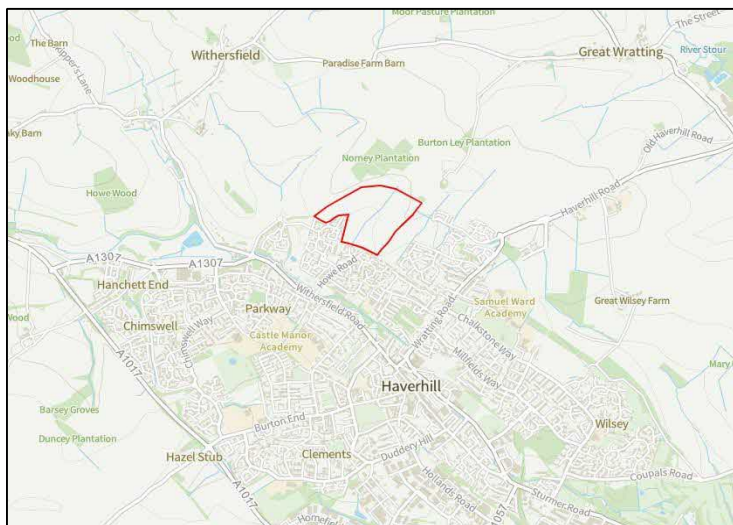 Moor Pasture Plantation
The Street
The Barn
Withersfield
Great Wratting
River Stour
Woodhouse
Paradise Farm Barn
Burton Ley Plantation
Old Haverhill Road
Norney Plantation
Howe Wood
Haverhill Road
A1307
A1307
Howe Road
Hanchett End
Withersfield Road
Great Wilsey Farm
Wood
Parkway
Samuel Ward
Academy
Chimswell
Chimswell Way
Castle Manor
Academy
Wratting Road
Chalkstone Way
A1017
Millfields Way
Haverhill
Barsey Groves
Burton End
Wilsey
Duncey Plantation
Clements
Duddery Hill
Hazel Stub
Coupals Road
Hollands Road
A1017
Sturmer Road